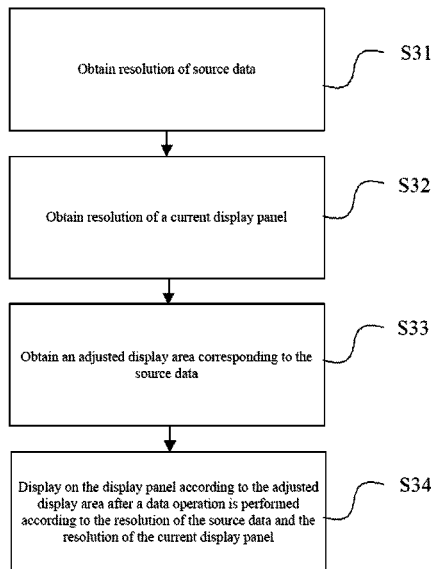 Obtain resolution of source data
S31
Obtain resolution of a current display panel
S32
Obtain an adjusted display area corresponding to the
source data
S33
Display on the display panel according to the adjusted
display area after a data operation is performed
according to the resolution of the source data and the
resolution of the current display panel
S34